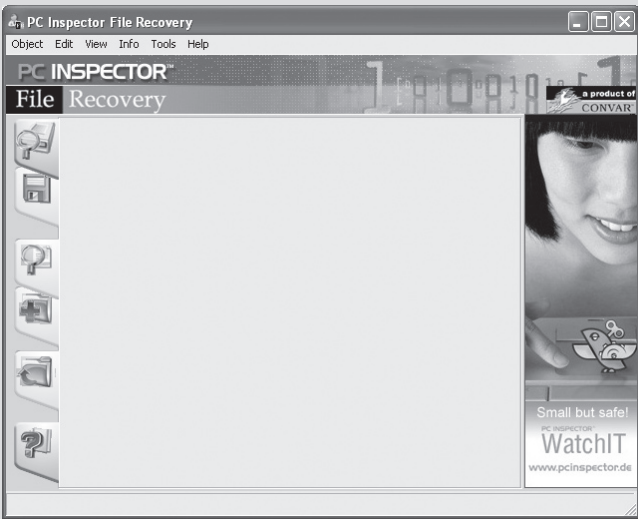 PC Inspector File Recovery
Object Edit View Info Tools Help
PC INSPECTOR™
File Recovery
a product of
CONVAR
Small but safe!
PC INSPECTOR™
WatchIT
www.pcinspector.de